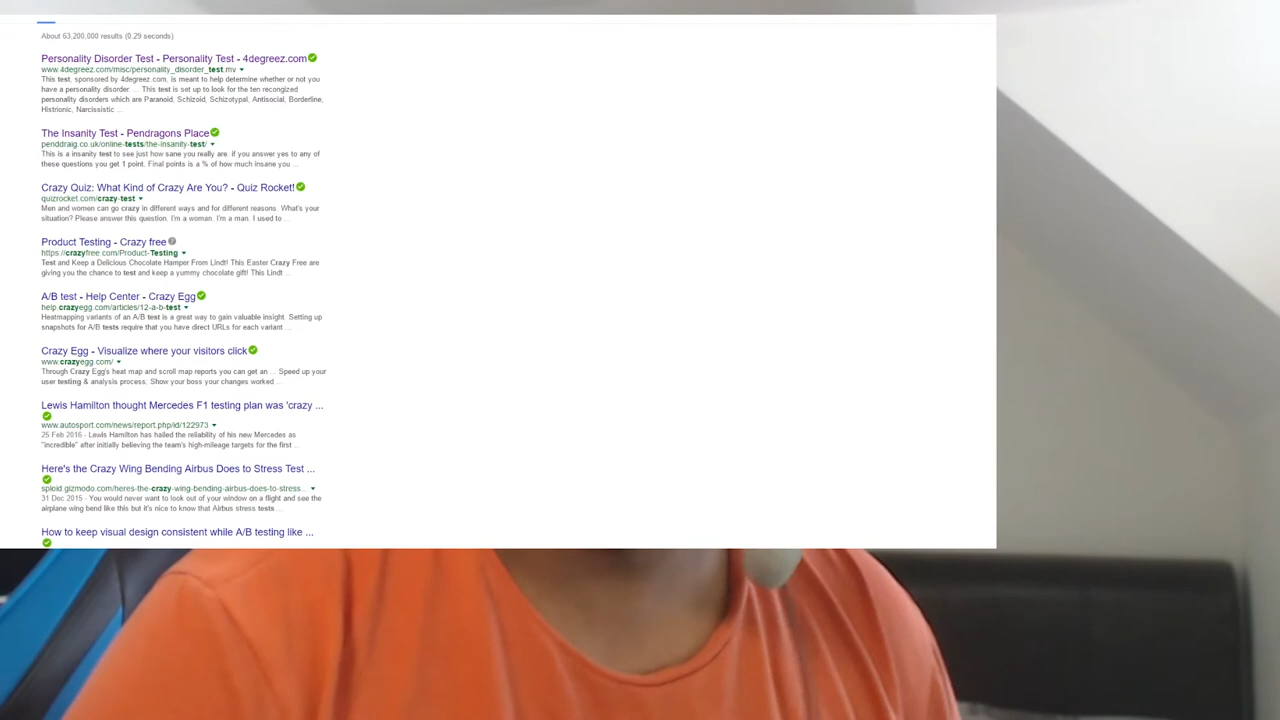 About 63,200,000 results (0.29 seconds)
Personality Disorder Test - Personality Test - 4degreez.com
www.4degreez.com/misc/personality_disorder_test.mv
This test, sponsored by 4degreez.com, is meant to help determine whether or not you
have a personality disorder. ... This test is set up to look for the ten recongized
personality disorders which are Paranoid, Schizoid, Schizotypal, Antisocial, Borderline,
Histrionic, Narcissistic ...
The Insanity Test - Pendragons Place
penddraig.co.uk/online-tests/the-insanity-test/
This is a insanity test to see just how sane you really are. if you answer yes to any of
these questions you get 1 point. Final points is a % of how much insane you ...
Crazy Quiz: What Kind of Crazy Are You? - Quiz Rocket!
quizrocket.com/crazy-test
Men and women can go crazy in different ways and for different reasons. What's your
situation? Please answer this question. I'm a woman. I'm a man. I used to ...
Product Testing - Crazy free
https://crazyfree.com/Product-Testing
Test and Keep a Delicious Chocolate Hamper From Lindt! This Easter Crazy Free are
giving you the chance to test and keep a yummy chocolate gift! This Lindt ...
A/B test - Help Center - Crazy Egg
help.crazyegg.com/articles/12-a-b-test
Heatmapping variants of an A/B test is a great way to gain valuable insight. Setting up
snapshots for A/B tests require that you have direct URLs for each variant ...
Crazy Egg - Visualize where your visitors click
www.crazyegg.com/
Through Crazy Egg's heat map and scroll map reports you can get an ... Speed up your
user testing & analysis process; Show your boss your changes worked ...
Lewis Hamilton thought Mercedes F1 testing plan was 'crazy ...
www.autosport.com/news/report.php/id/122973
25 Feb 2016 - Lewis Hamilton has hailed the reliability of his new Mercedes as
"incredible" after initially believing the team's high-mileage targets for the first ...
Here's the Crazy Wing Bending Airbus Does to Stress Test ...
sploid.gizmodo.com/heres-the-crazy-wing-bending-airbus-does-to-stress...
31 Dec 2015 - You would never want to look out of your window on a flight and see the
airplane wing bend like this but it's nice to know that Airbus stress tests ...
How to keep visual design consistent while A/B testing like ...